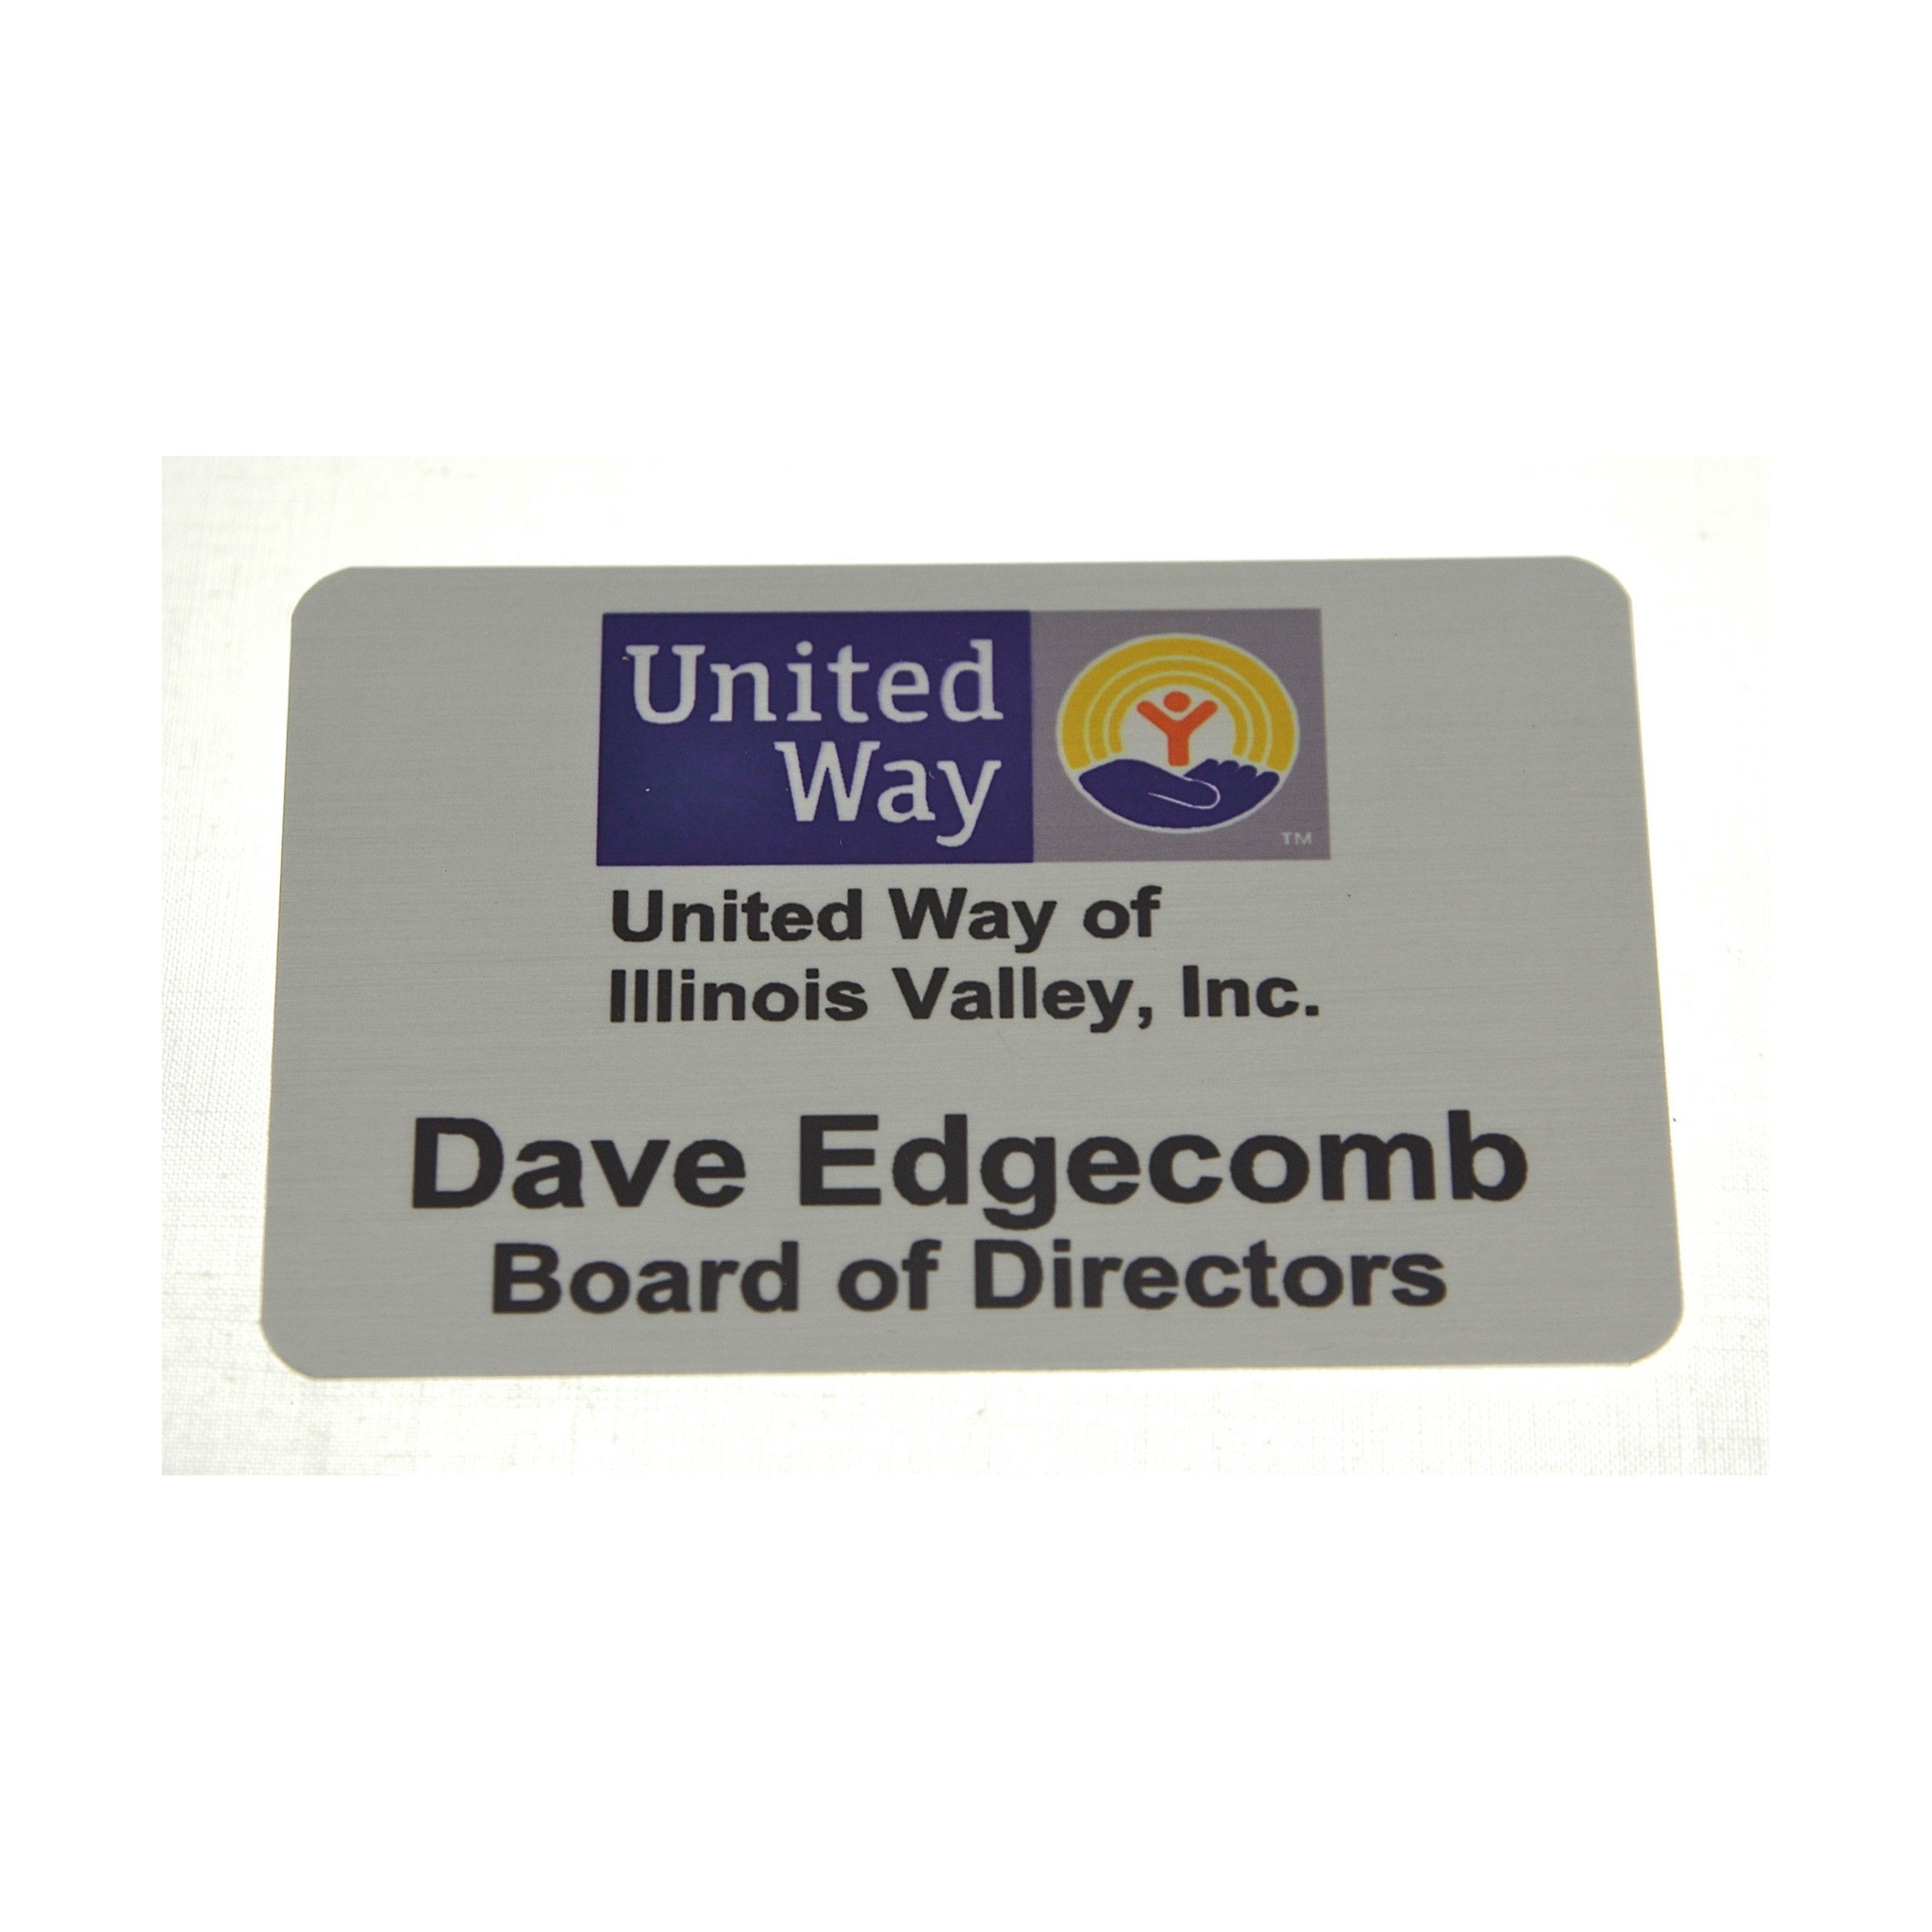 United
Way
TM
United Way of
Illinois Valley, Inc.
Dave Edgecomb
Board of Directors